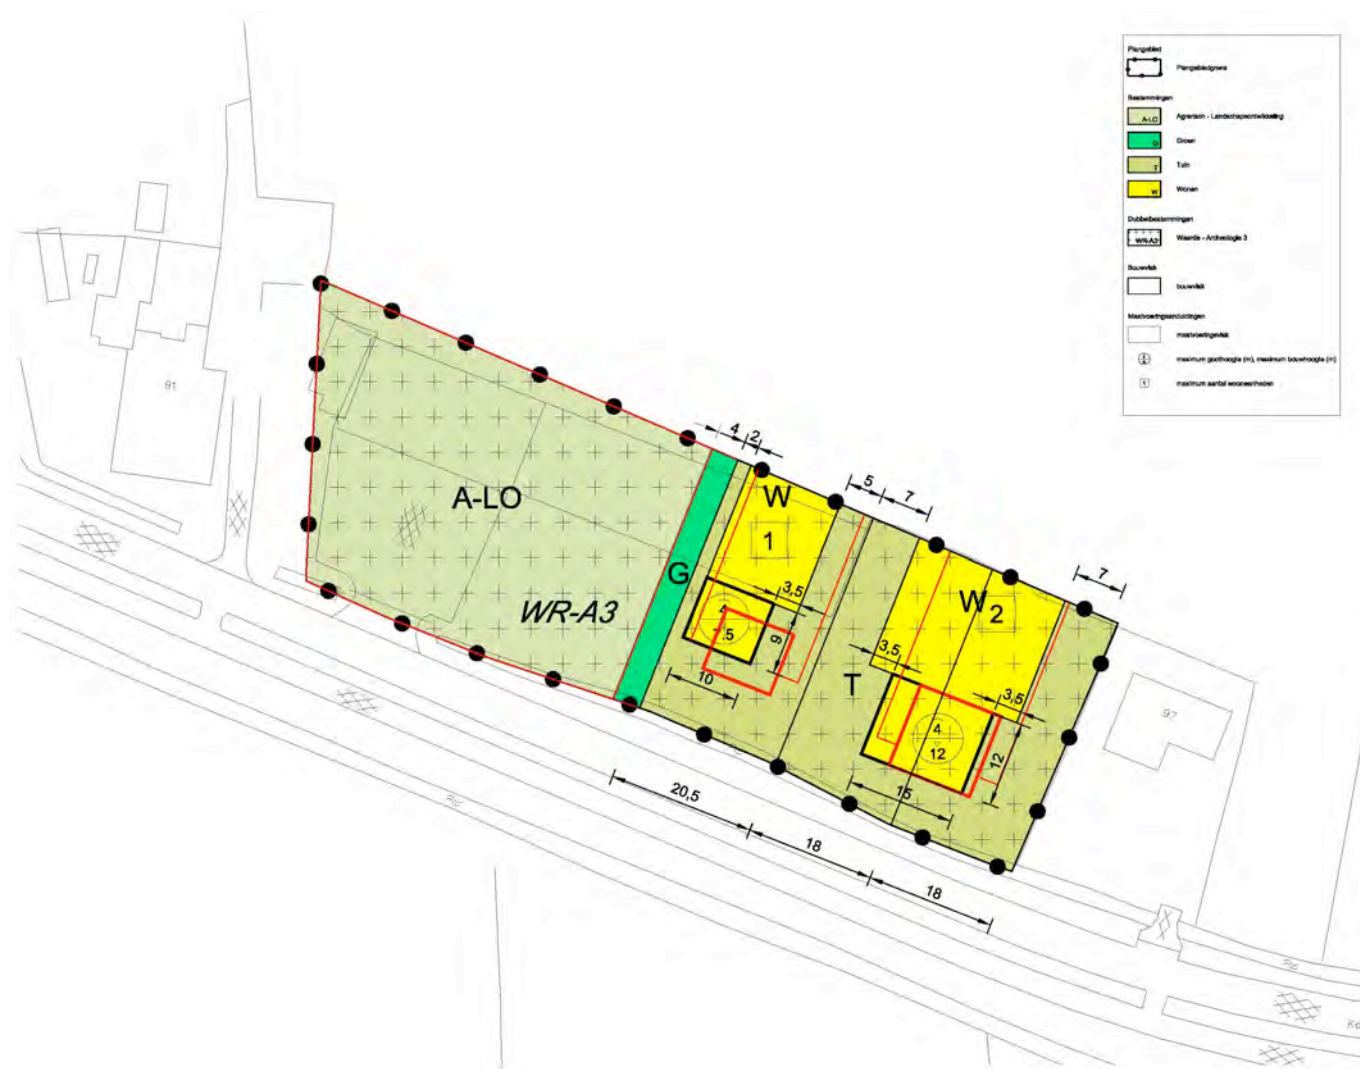 Plangebied
Plangebiedgrens
Bestemmingen
A-LO Agrarisch - Landschapsontwikkeling
G Groen
T Tuin
W Wonen
Dubbelbestemmingen
WR-A3 Waarde - Archeologie 3
Bouwvlak
bouwvlak
Maatvoeringsaanduidingen
maatvoeringsvlak
maximum goothoogte (m), maximum bouwhoogte (m)
1 maximum aantal wooneenheden
91
A-LO
WR-A3
G
4
2
W
1
3,5
4
9
10
5
7
T
W
2
7
3,5
3,5
4
12
12
15
97
20,5
18
18